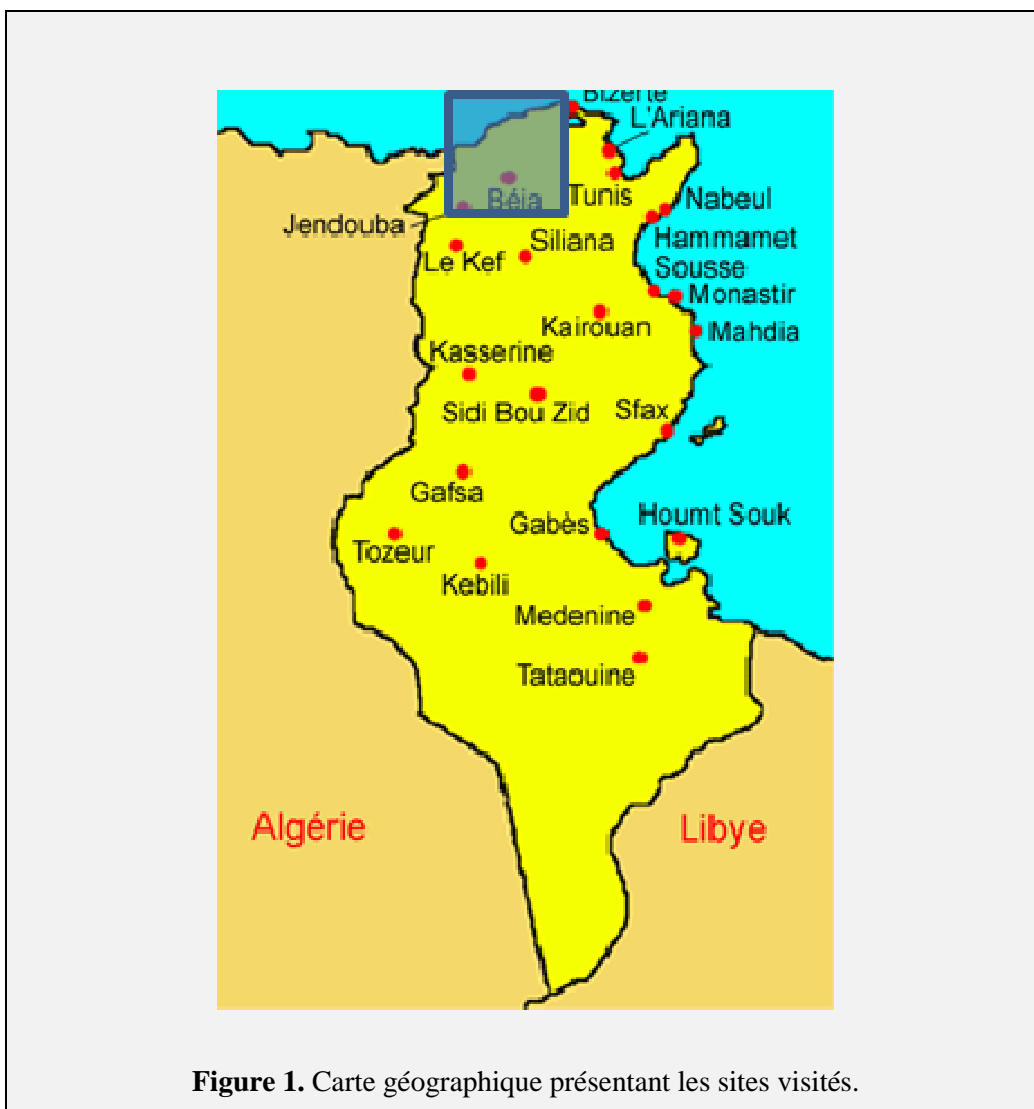 Bizerte
L'Ariana
Tunis
Béja
Nabeul
Jendouba
Hammamet
Siliana
Le Kef
Sousse
Monastir
Kairouan
Mahdia
Kasserine
Sidi Bou Zid
Sfax
Gafsa
Houmt Souk
Gabès
Tozeur
Kebili
Medenine
Tataouine
Algérie
Libye
Figure 1. Carte géographique présentant les sites visités.